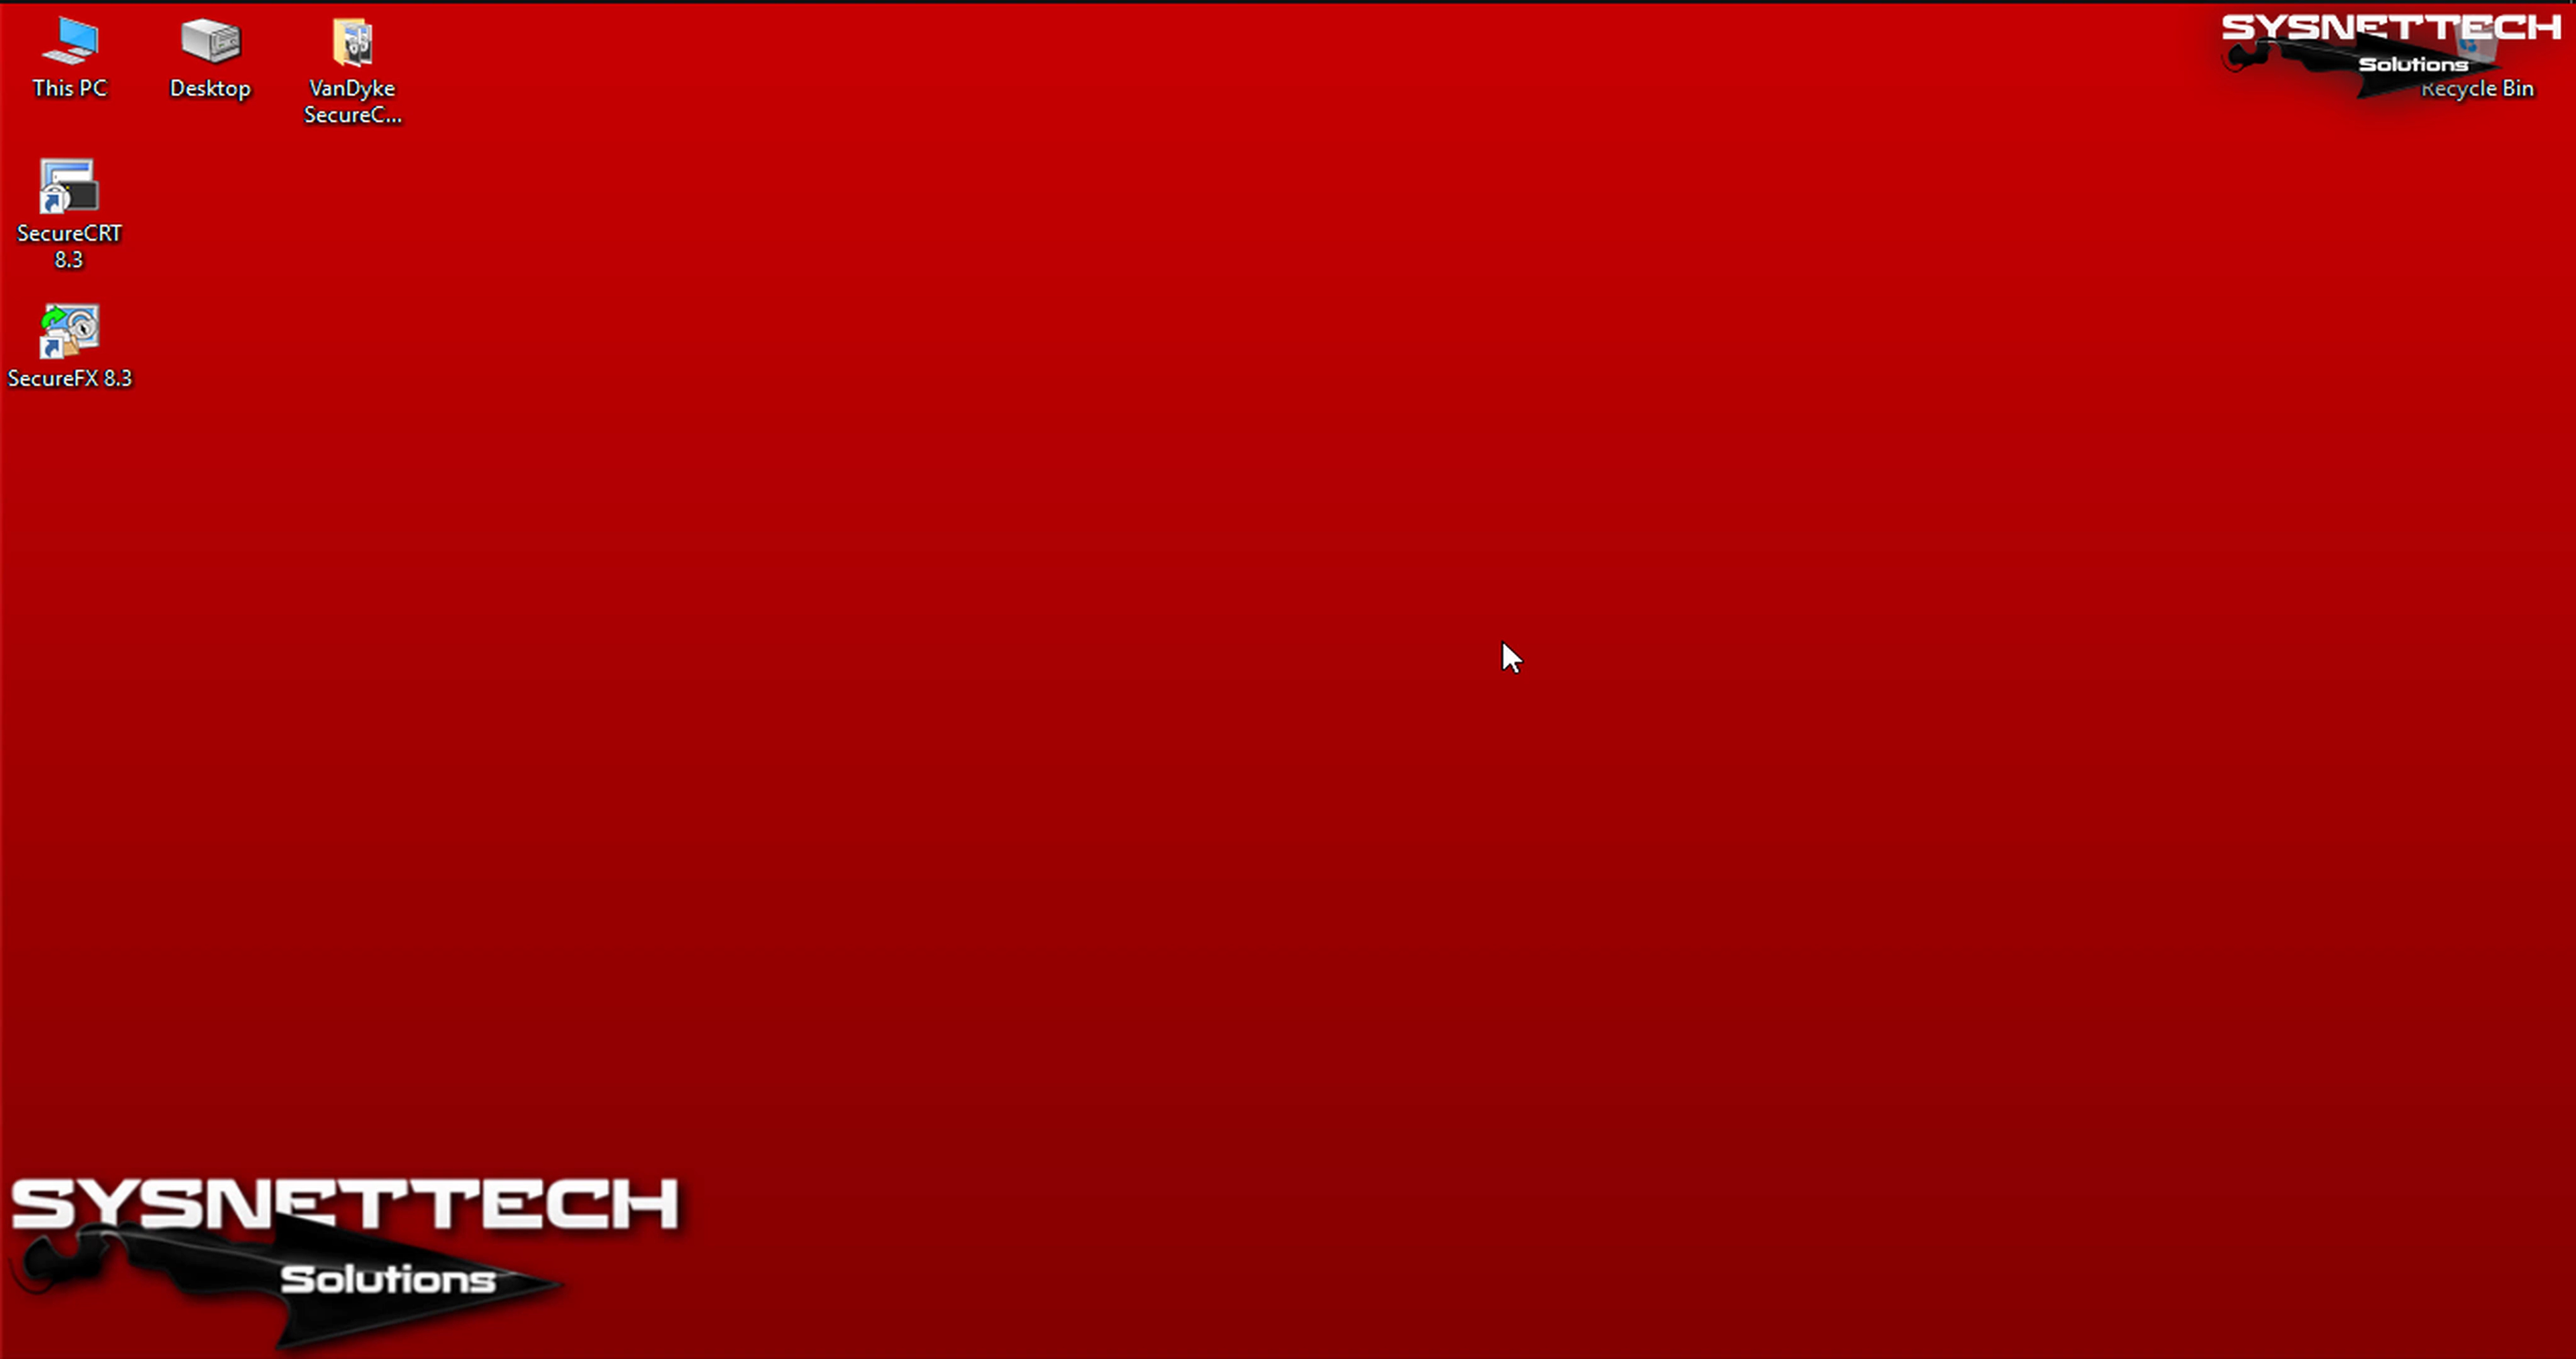 This PC
Desktop
VanDyke
SecureC...
SYSNETTECH
Solutions
Recycle Bin
SecureCRT
8.3
SecureFX 8.3
SYSNETTECH
Solutions